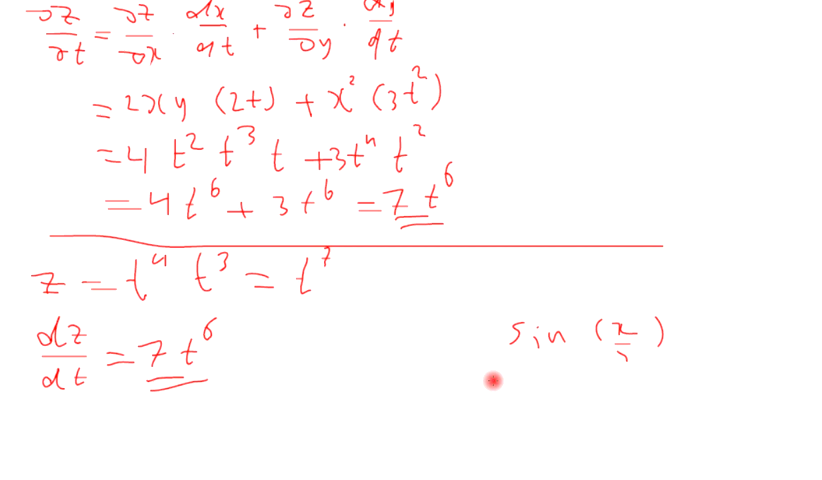 ∂z/∂t = ∂z/∂x · dx/dt + ∂z/∂y · dy/dt
= 2xy (2t) + x² (3t²)
= 4 t² t³ t + 3t⁴ t²
= 4t⁶ + 3t⁶ = 7t⁶
z = t⁴ t³ = t⁷
dz/dt = 7t⁶
sin (x/